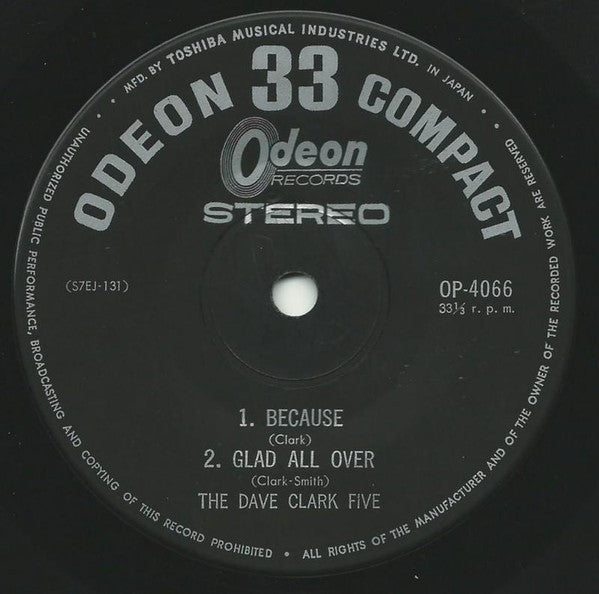 MFD. BY TOSHIBA MUSICAL INDUSTRIES LTD. IN JAPAN
ODEON 33 COMPACT
Odeon
RECORDS
STEREO
(S7EJ-131)
OP-4066
33⅓ r. p. m.
1. BECAUSE
(Clark)
2. GLAD ALL OVER
(Clark-Smith)
THE DAVE CLARK FIVE
UNAUTHORIZED PUBLIC PERFORMANCE, BROADCASTING AND COPYING OF THIS RECORD PROHIBITED • ALL RIGHTS OF THE MANUFACTURER AND OF THE OWNER OF THE RECORDED WORK ARE RESERVED